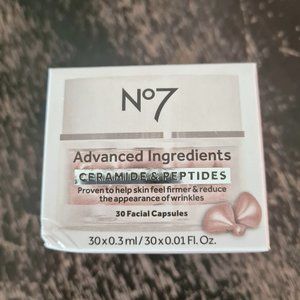 No7
Advanced Ingredients
CERAMIDE & PEPTIDES
Proven to help skin feel firmer & reduce
the appearance of wrinkles
30 Facial Capsules
30 x 0.3 ml / 30 x 0.01 Fl. Oz.